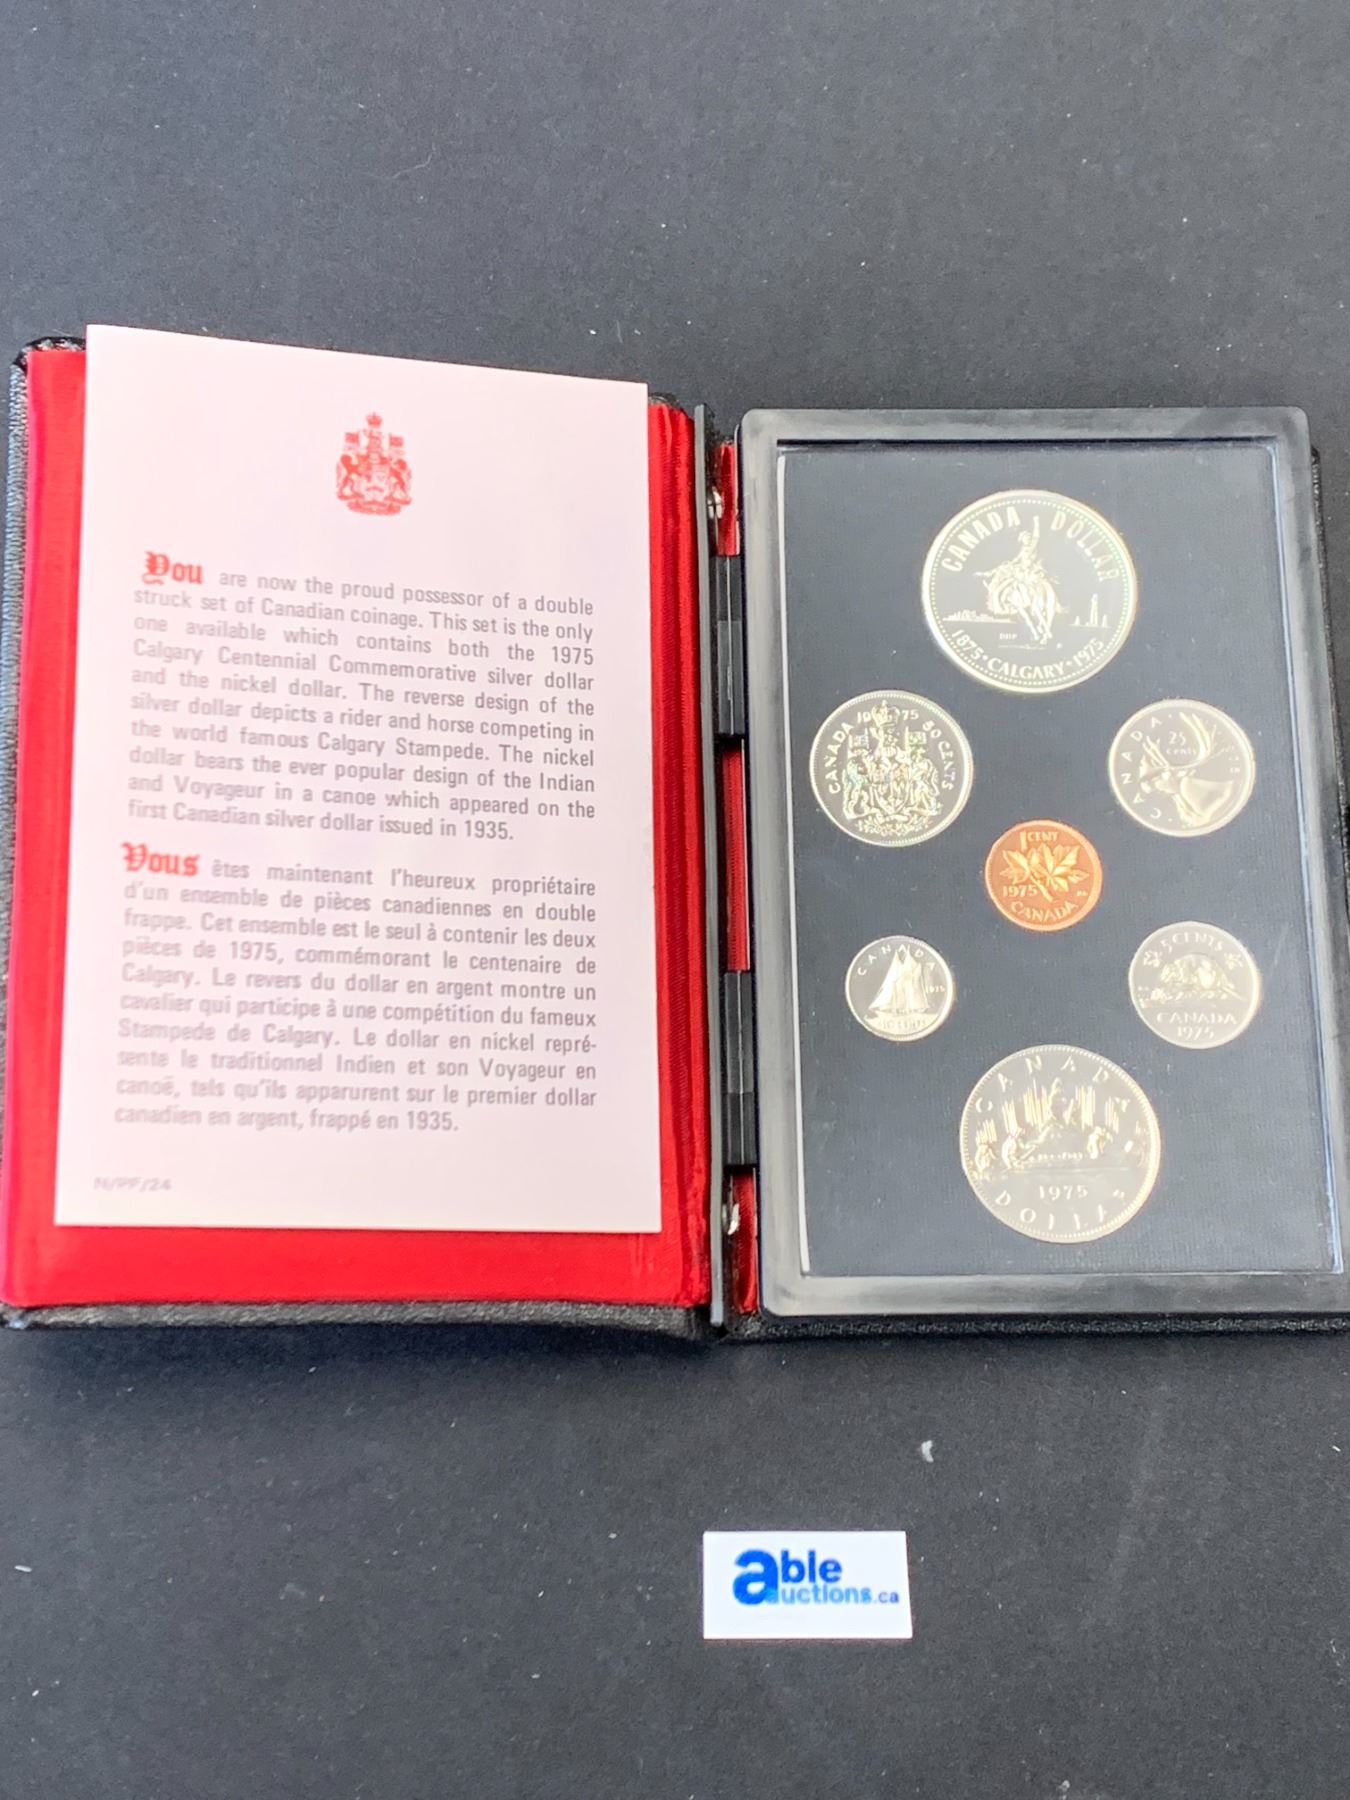 You are now the proud possessor of a double
struck set of Canadian coinage. This set is the only
one available which contains both the 1975
Calgary Centennial Commemorative silver dollar
and the nickel dollar. The reverse design of the
silver dollar depicts a rider and horse competing in
the world famous Calgary Stampede. The nickel
dollar bears the ever popular design of the Indian
and Voyageur in a canoe which appeared on the
first Canadian silver dollar issued in 1935.
Vous êtes maintenant l'heureux propriétaire
d'un ensemble de pièces canadiennes en double
frappe. Cet ensemble est le seul à contenir les deux
pièces de 1975, commémorant le centenaire de
Calgary. Le revers du dollar en argent montre un
cavalier qui participe à une compétition du fameux
Stampede de Calgary. Le dollar en nickel repré-
sente le traditionnel Indien et son Voyageur en
canoë, tels qu'ils apparurent sur le premier dollar
canadien en argent, frappé en 1935.
N/PF/24
CANADA DOLLAR
DDP
1875·CALGARY·1975
CANADA 1975 50 CENTS
CANADA
25
cents
1 CENT
1975
CANADA
CANADA
1975
10 CENTS
5 CENTS
CANADA
1975
CANADA
1975
DOLLAR
able
auctions.ca